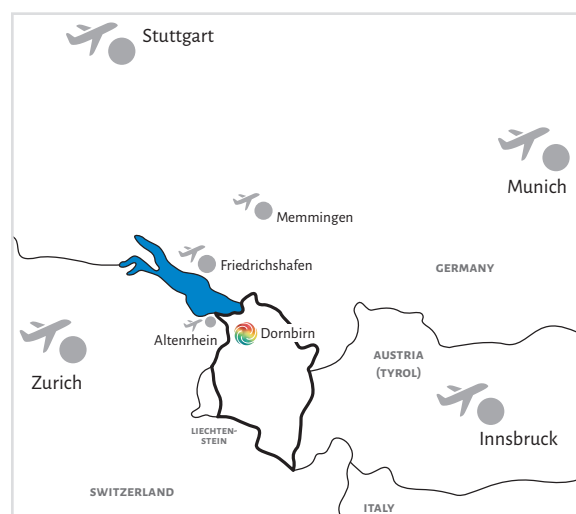 Stuttgart
Munich
Memmingen
Friedrichshafen
GERMANY
Altenrhein
Dornbirn
Zurich
AUSTRIA
(TYROL)
Innsbruck
LIECHTEN-
STEIN
SWITZERLAND
ITALY